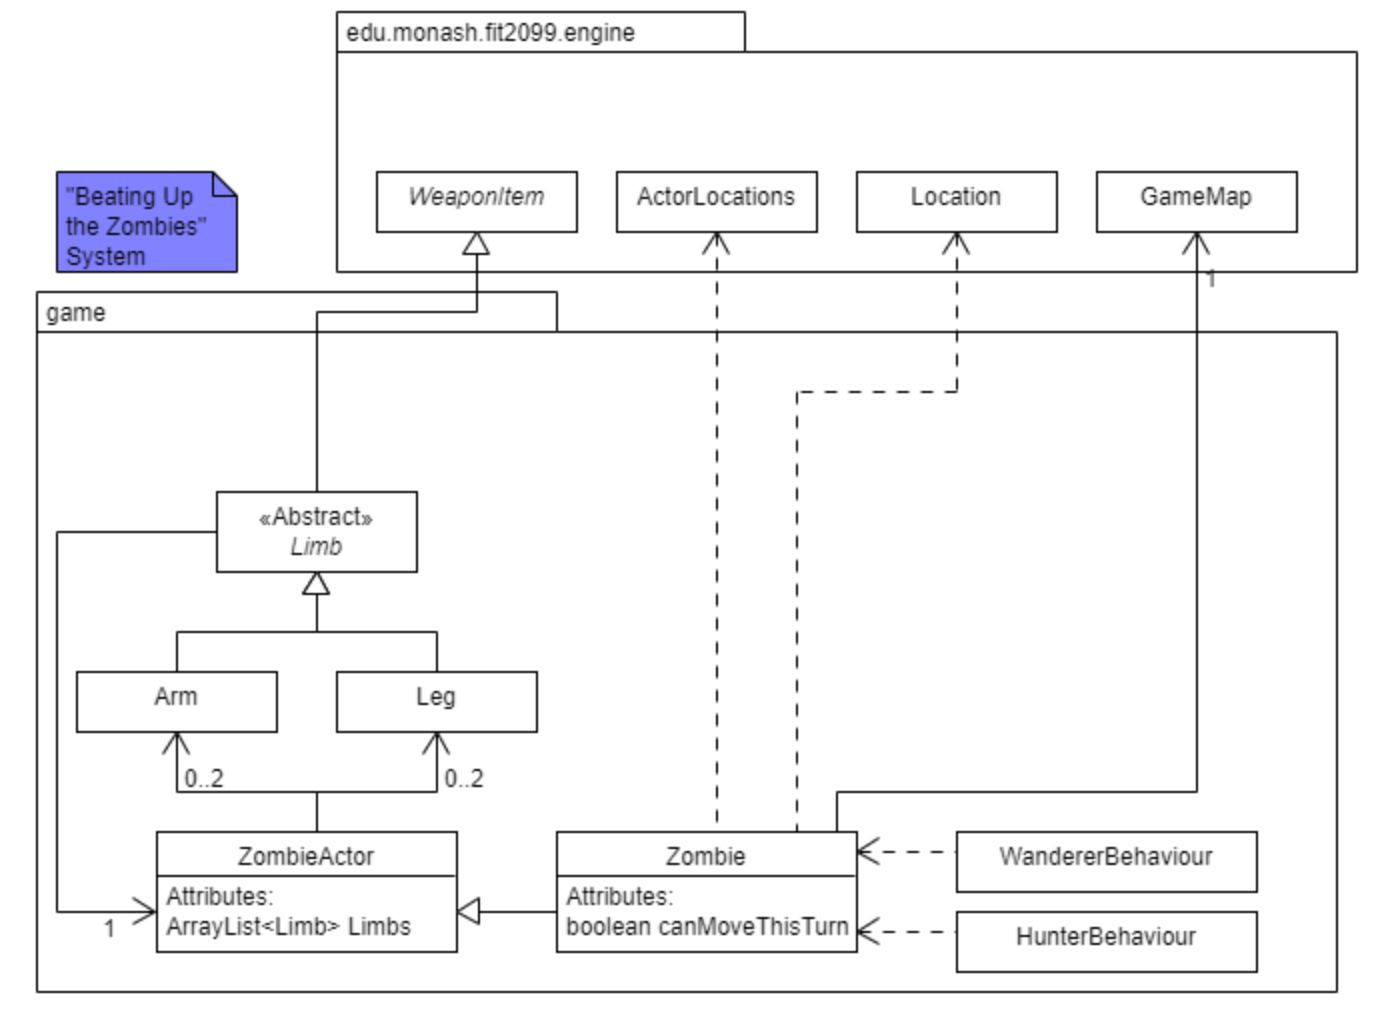 edu.monash.fit2099.engine
"Beating Up
the Zombies"
System
WeaponItem
ActorLocations
Location
GameMap
1
game
«Abstract»
Limb
Arm
Leg
0..2
0..2
ZombieActor
Attributes:
ArrayList<Limb> Limbs
1
Zombie
Attributes:
boolean canMoveThisTurn
WandererBehaviour
HunterBehaviour